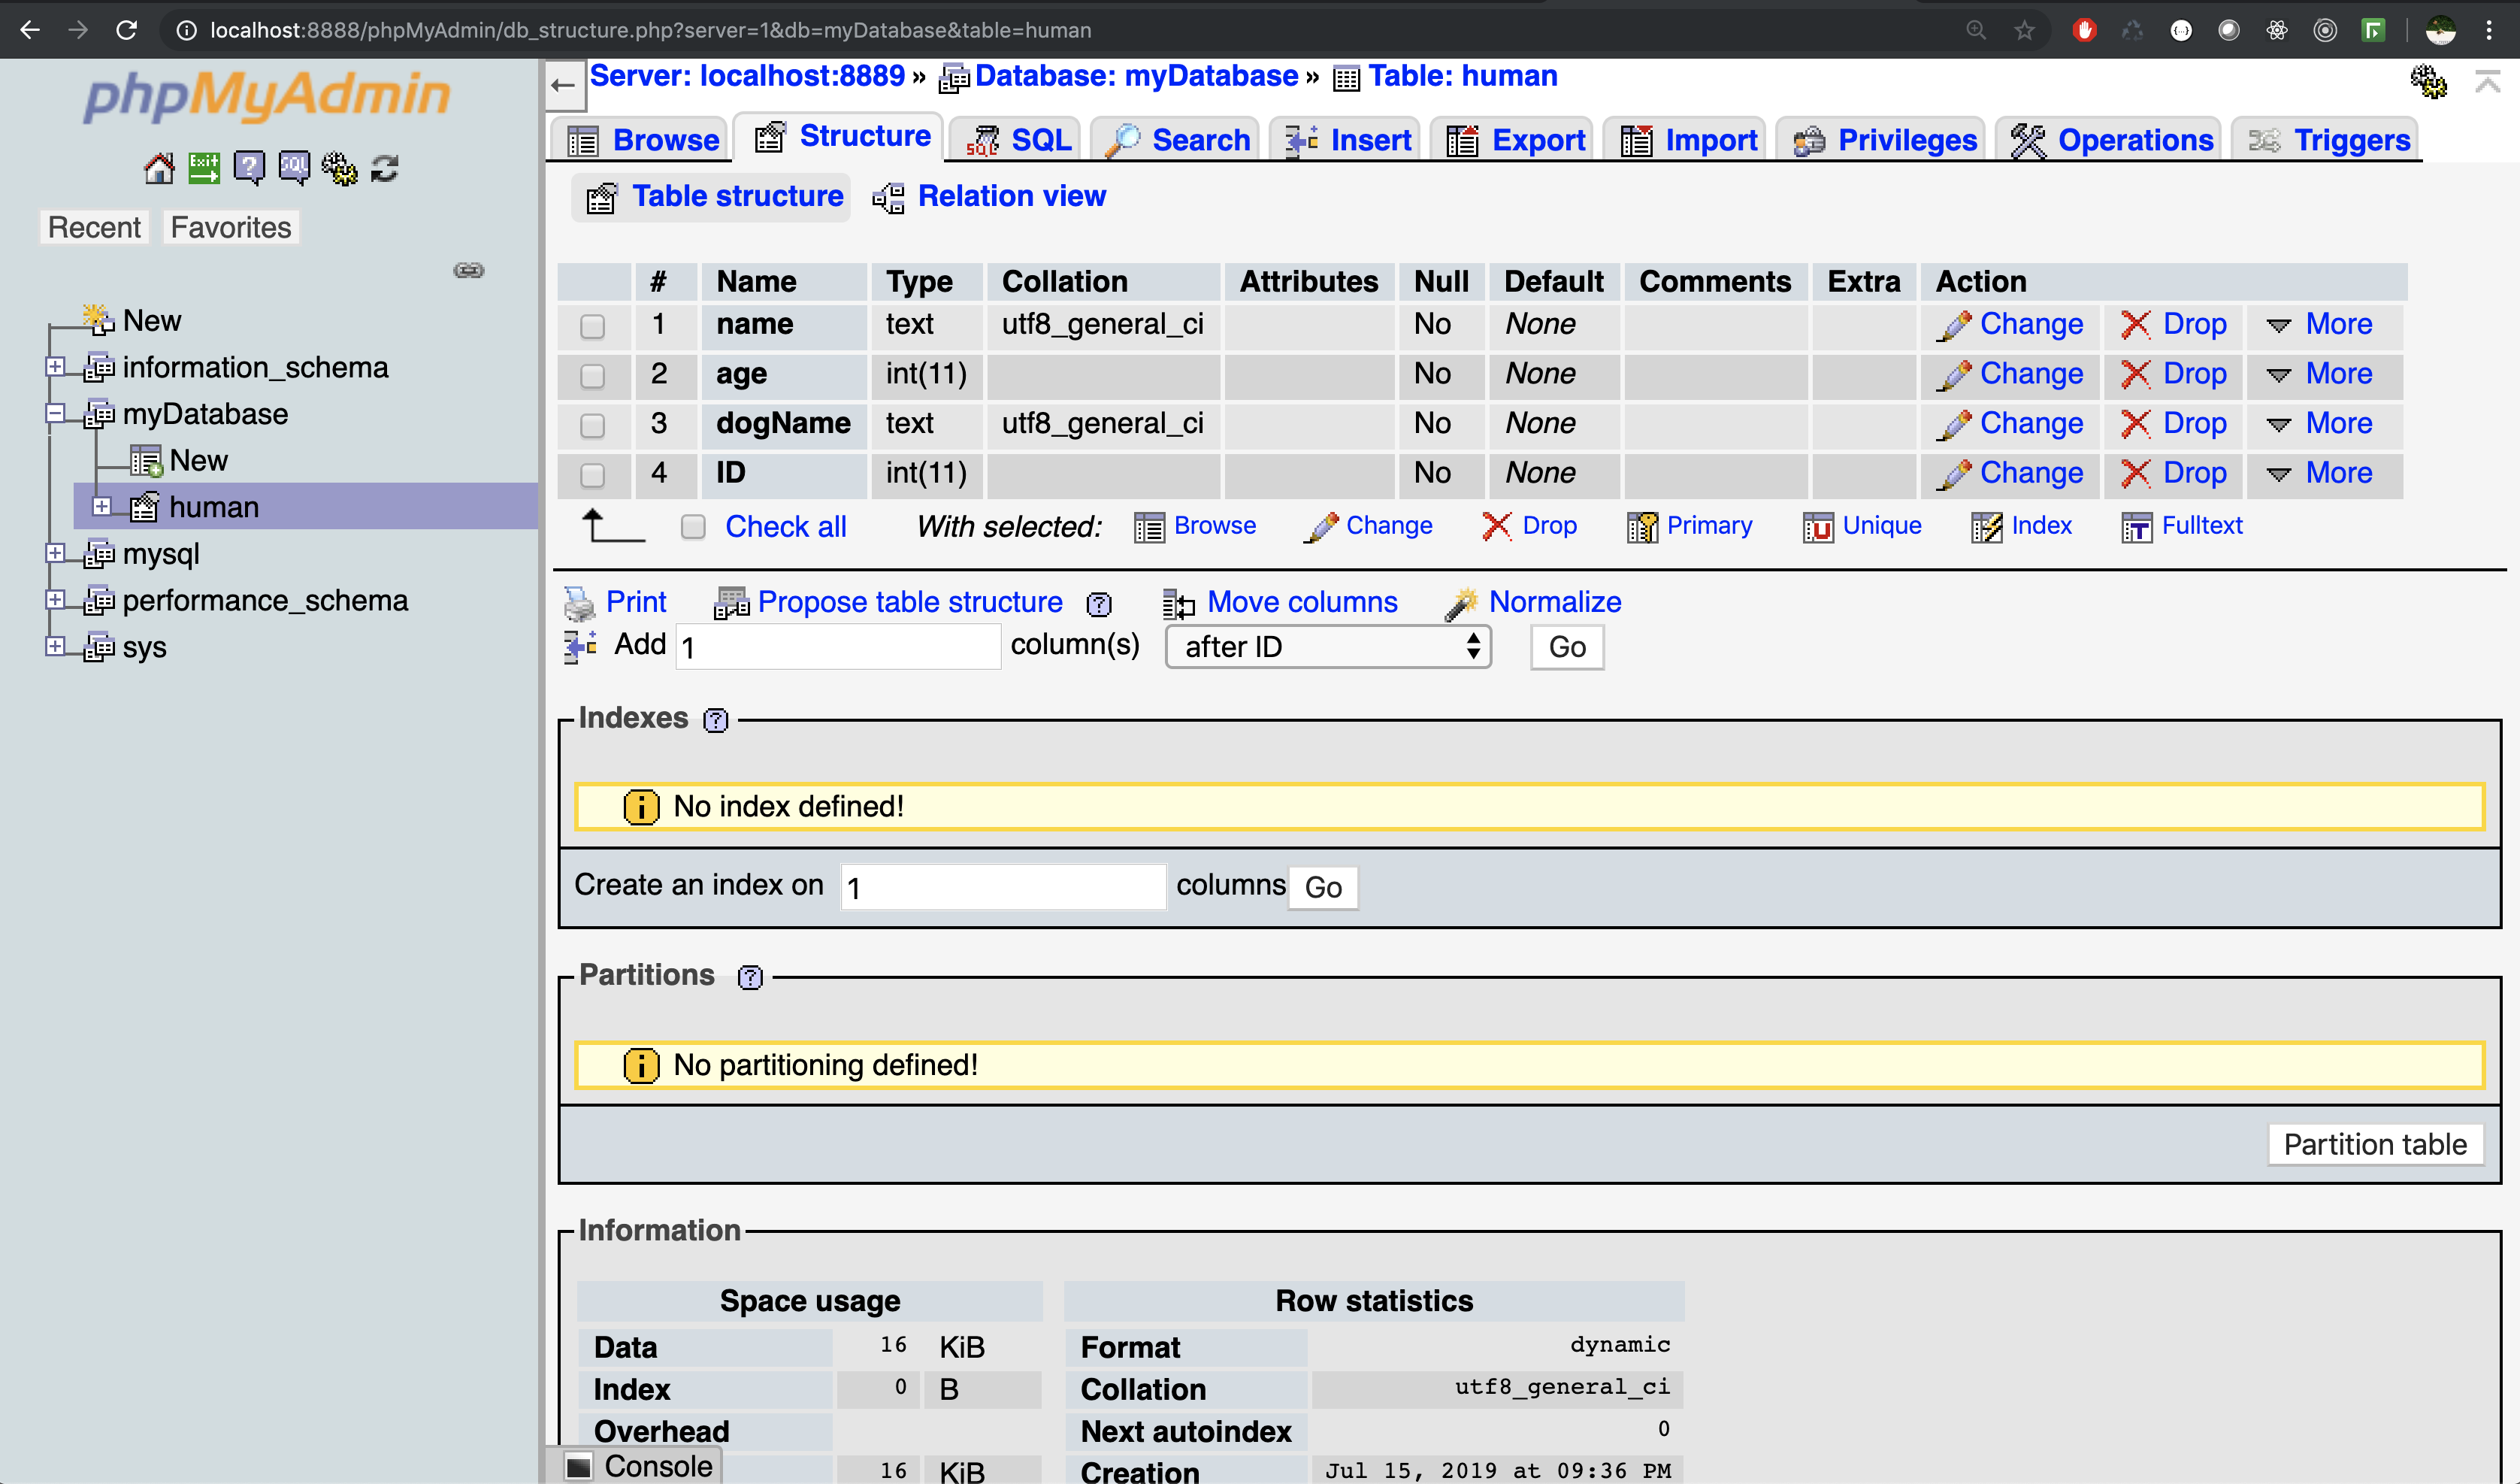 localhost:8888/phpMyAdmin/db_structure.php?server=1&db=myDatabase&table=human
phpMyAdmin
Exit
SQL
Recent Favorites
New
information_schema
myDatabase
New
human
mysql
performance_schema
sys
Server: localhost:8889 » Database: myDatabase » Table: human
Browse Structure SQL Search Insert Export Import Privileges Operations Triggers
Table structure Relation view
# Name Type Collation Attributes Null Default Comments Extra Action
1 name text utf8_general_ci No None Change Drop More
2 age int(11) No None Change Drop More
3 dogName text utf8_general_ci No None Change Drop More
4 ID int(11) No None Change Drop More
Check all With selected: Browse Change Drop Primary Unique Index Fulltext
Print Propose table structure Move columns Normalize
Add 1 column(s) after ID Go
Indexes
No index defined!
Create an index on 1 columns Go
Partitions
No partitioning defined!
Partition table
Information
Space usage Row statistics
Data 16 KiB Format dynamic
Index 0 B Collation utf8_general_ci
Overhead Next autoindex 0
16 KiB Creation Jul 15, 2019 at 09:36 PM
Console